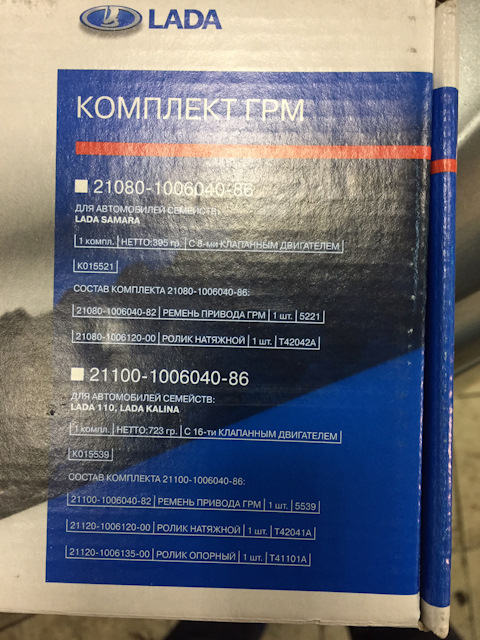 LADA
КОМПЛЕКТ ГРМ
21080-1006040-86
ДЛЯ АВТОМОБИЛЕЙ СЕМЕЙСТВ:
LADA SAMARA
1 компл. НЕТТО:395 гр. С 8-ми КЛАПАННЫМ ДВИГАТЕЛЕМ
K015521
СОСТАВ КОМПЛЕКТА 21080-1006040-86:
21080-1006040-82 РЕМЕНЬ ПРИВОДА ГРМ 1 шт. 5221
21080-1006120-00 РОЛИК НАТЯЖНОЙ 1 шт. T42042A
21100-1006040-86
ДЛЯ АВТОМОБИЛЕЙ СЕМЕЙСТВ:
LADA 110, LADA KALINA
1 компл. НЕТТО:723 гр. С 16-ти КЛАПАННЫМ ДВИГАТЕЛЕМ
K015539
СОСТАВ КОМПЛЕКТА 21100-1006040-86:
21100-1006040-82 РЕМЕНЬ ПРИВОДА ГРМ 1 шт. 5539
21120-1006120-00 РОЛИК НАТЯЖНОЙ 1 шт. T42041A
21120-1006135-00 РОЛИК ОПОРНЫЙ 1 шт. T41101A